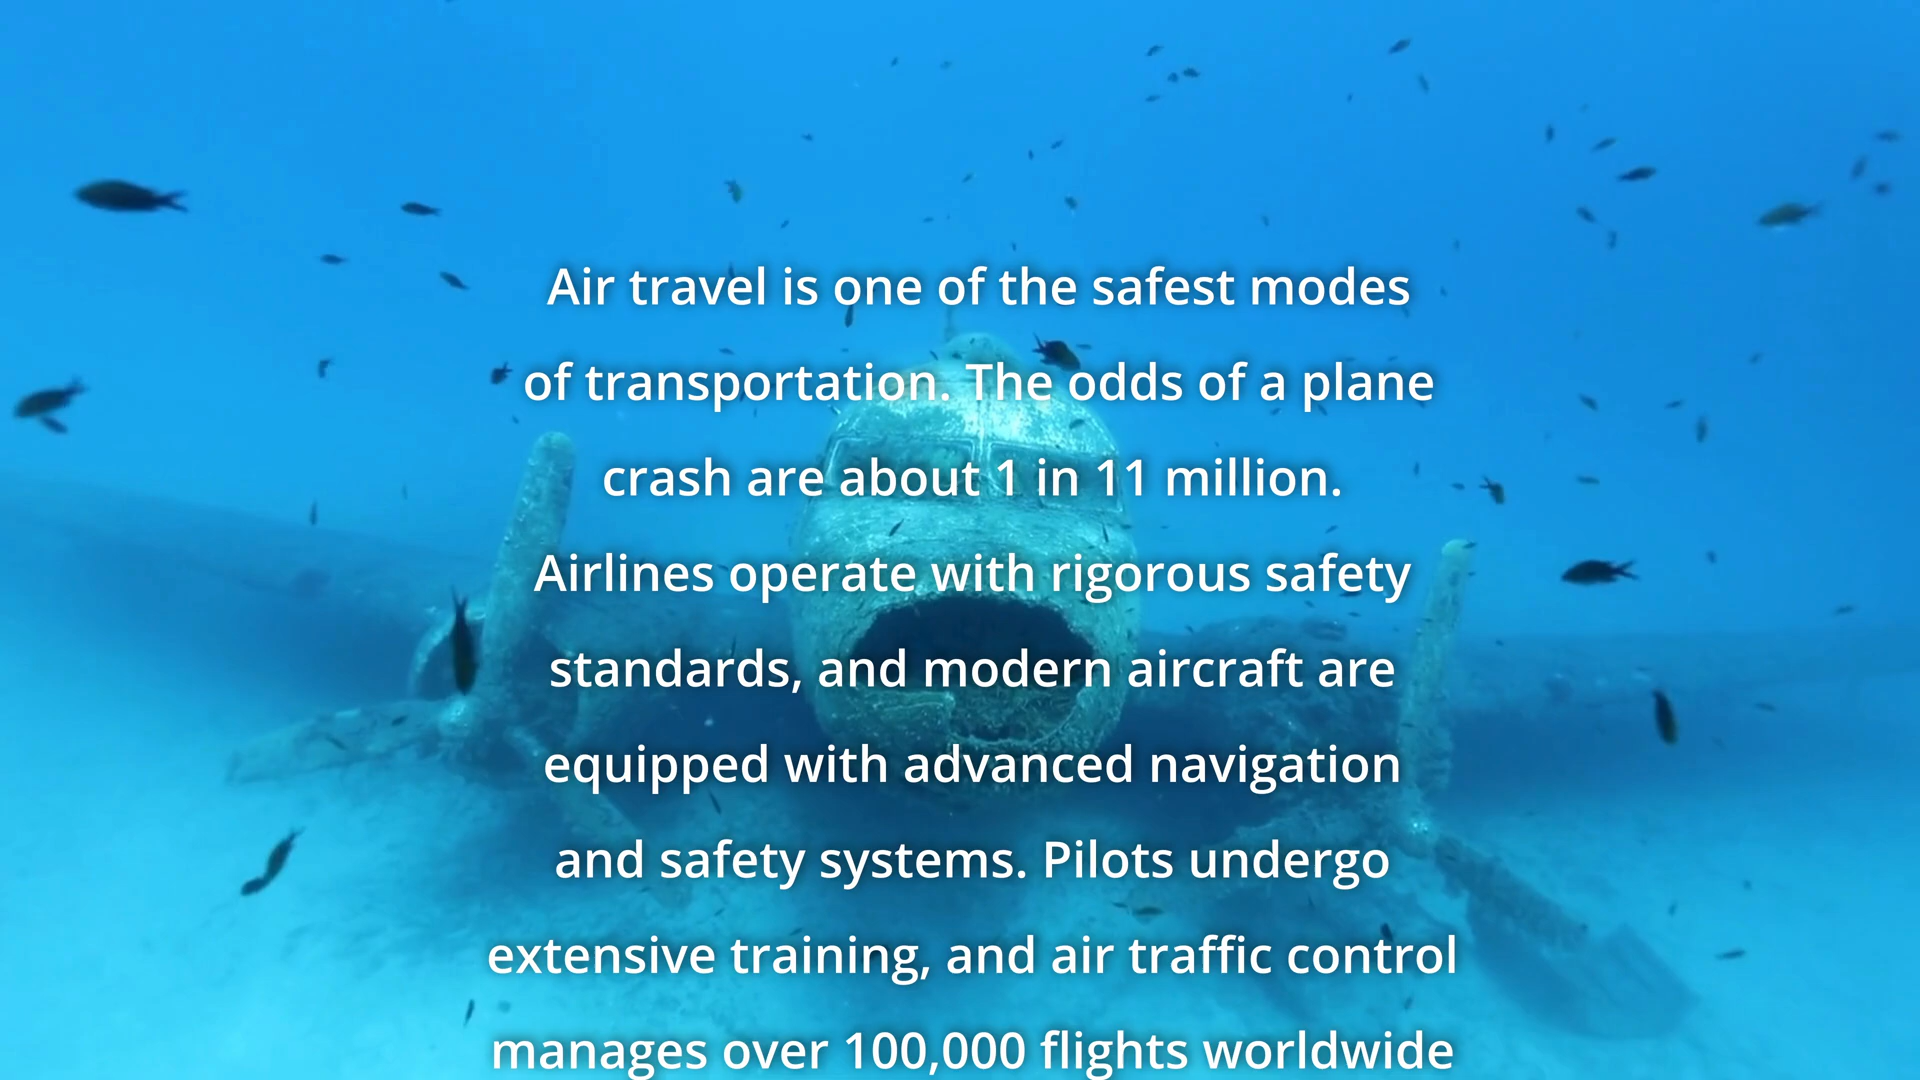 Air travel is one of the safest modes
of transportation. The odds of a plane
crash are about 1 in 11 million.
Airlines operate with rigorous safety
standards, and modern aircraft are
equipped with advanced navigation
and safety systems. Pilots undergo
extensive training, and air traffic control
manages over 100,000 flights worldwide